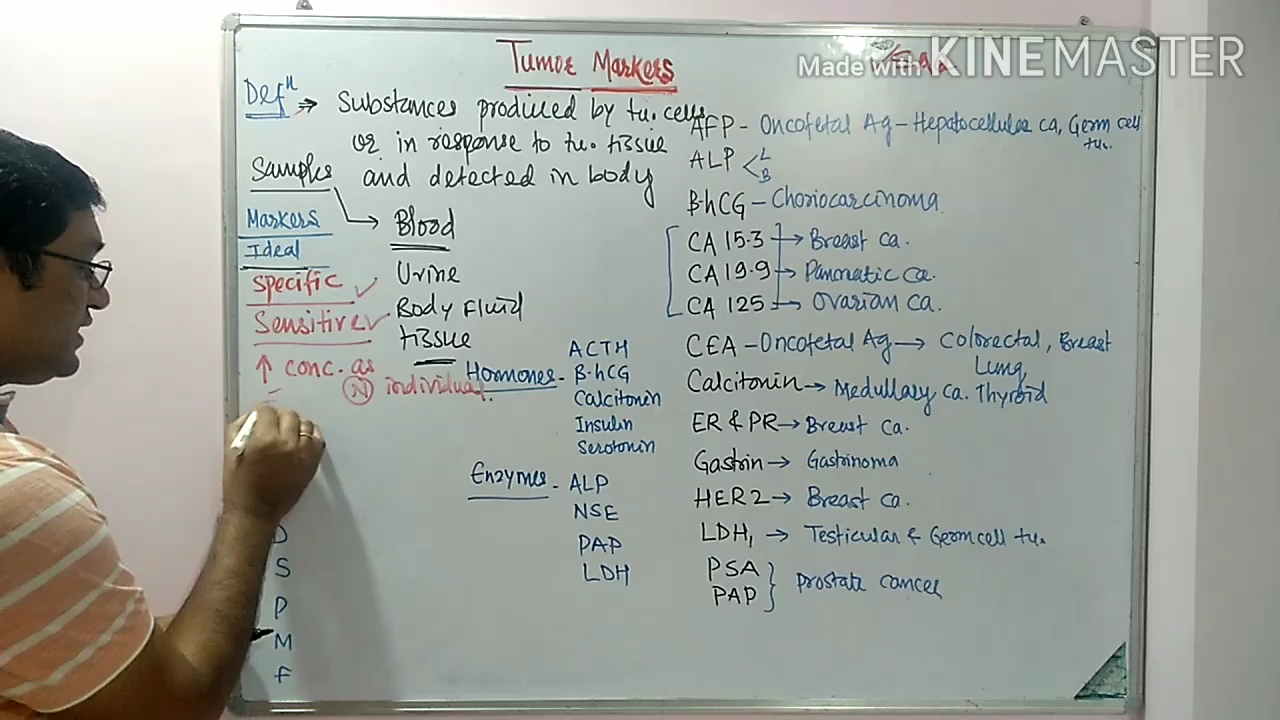 Made with KINEMASTER
Tumor Markers
Defn → Substances produced by tu. cells
or in response to tu. tissue
and detected in body
Samples
Blood
Urine
Body Fluid
tissue
Markers
Ideal
Specific ✓
Sensitive ✓
↑ conc. as
(N) individual.
D
S
P
M
F
Hormones - ACTH
B-hCG
Calcitonin
Insulin
Serotonin
Enzymes - ALP
NSE
PAP
LDH
AFP - Oncofetal Ag - Hepatocellular ca, Germ cell
tu.
ALP < L
B
B-hCG - Choriocarcinoma
CA 15.3 → Breast ca.
CA 19.9 → Pancreatic ca.
CA 125 → Ovarian ca.
CEA - Oncofetal Ag → Colorectal, Breast
Lung,
Calcitonin → Medullary ca. Thyroid
ER & PR → Breast ca.
Gastrin → Gastrinoma
HER2 → Breast ca.
LDH1 → Testicular & Germ cell tu.
PSA
PAP } Prostate cancer